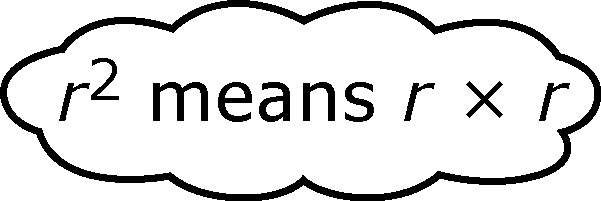 r² means r × r